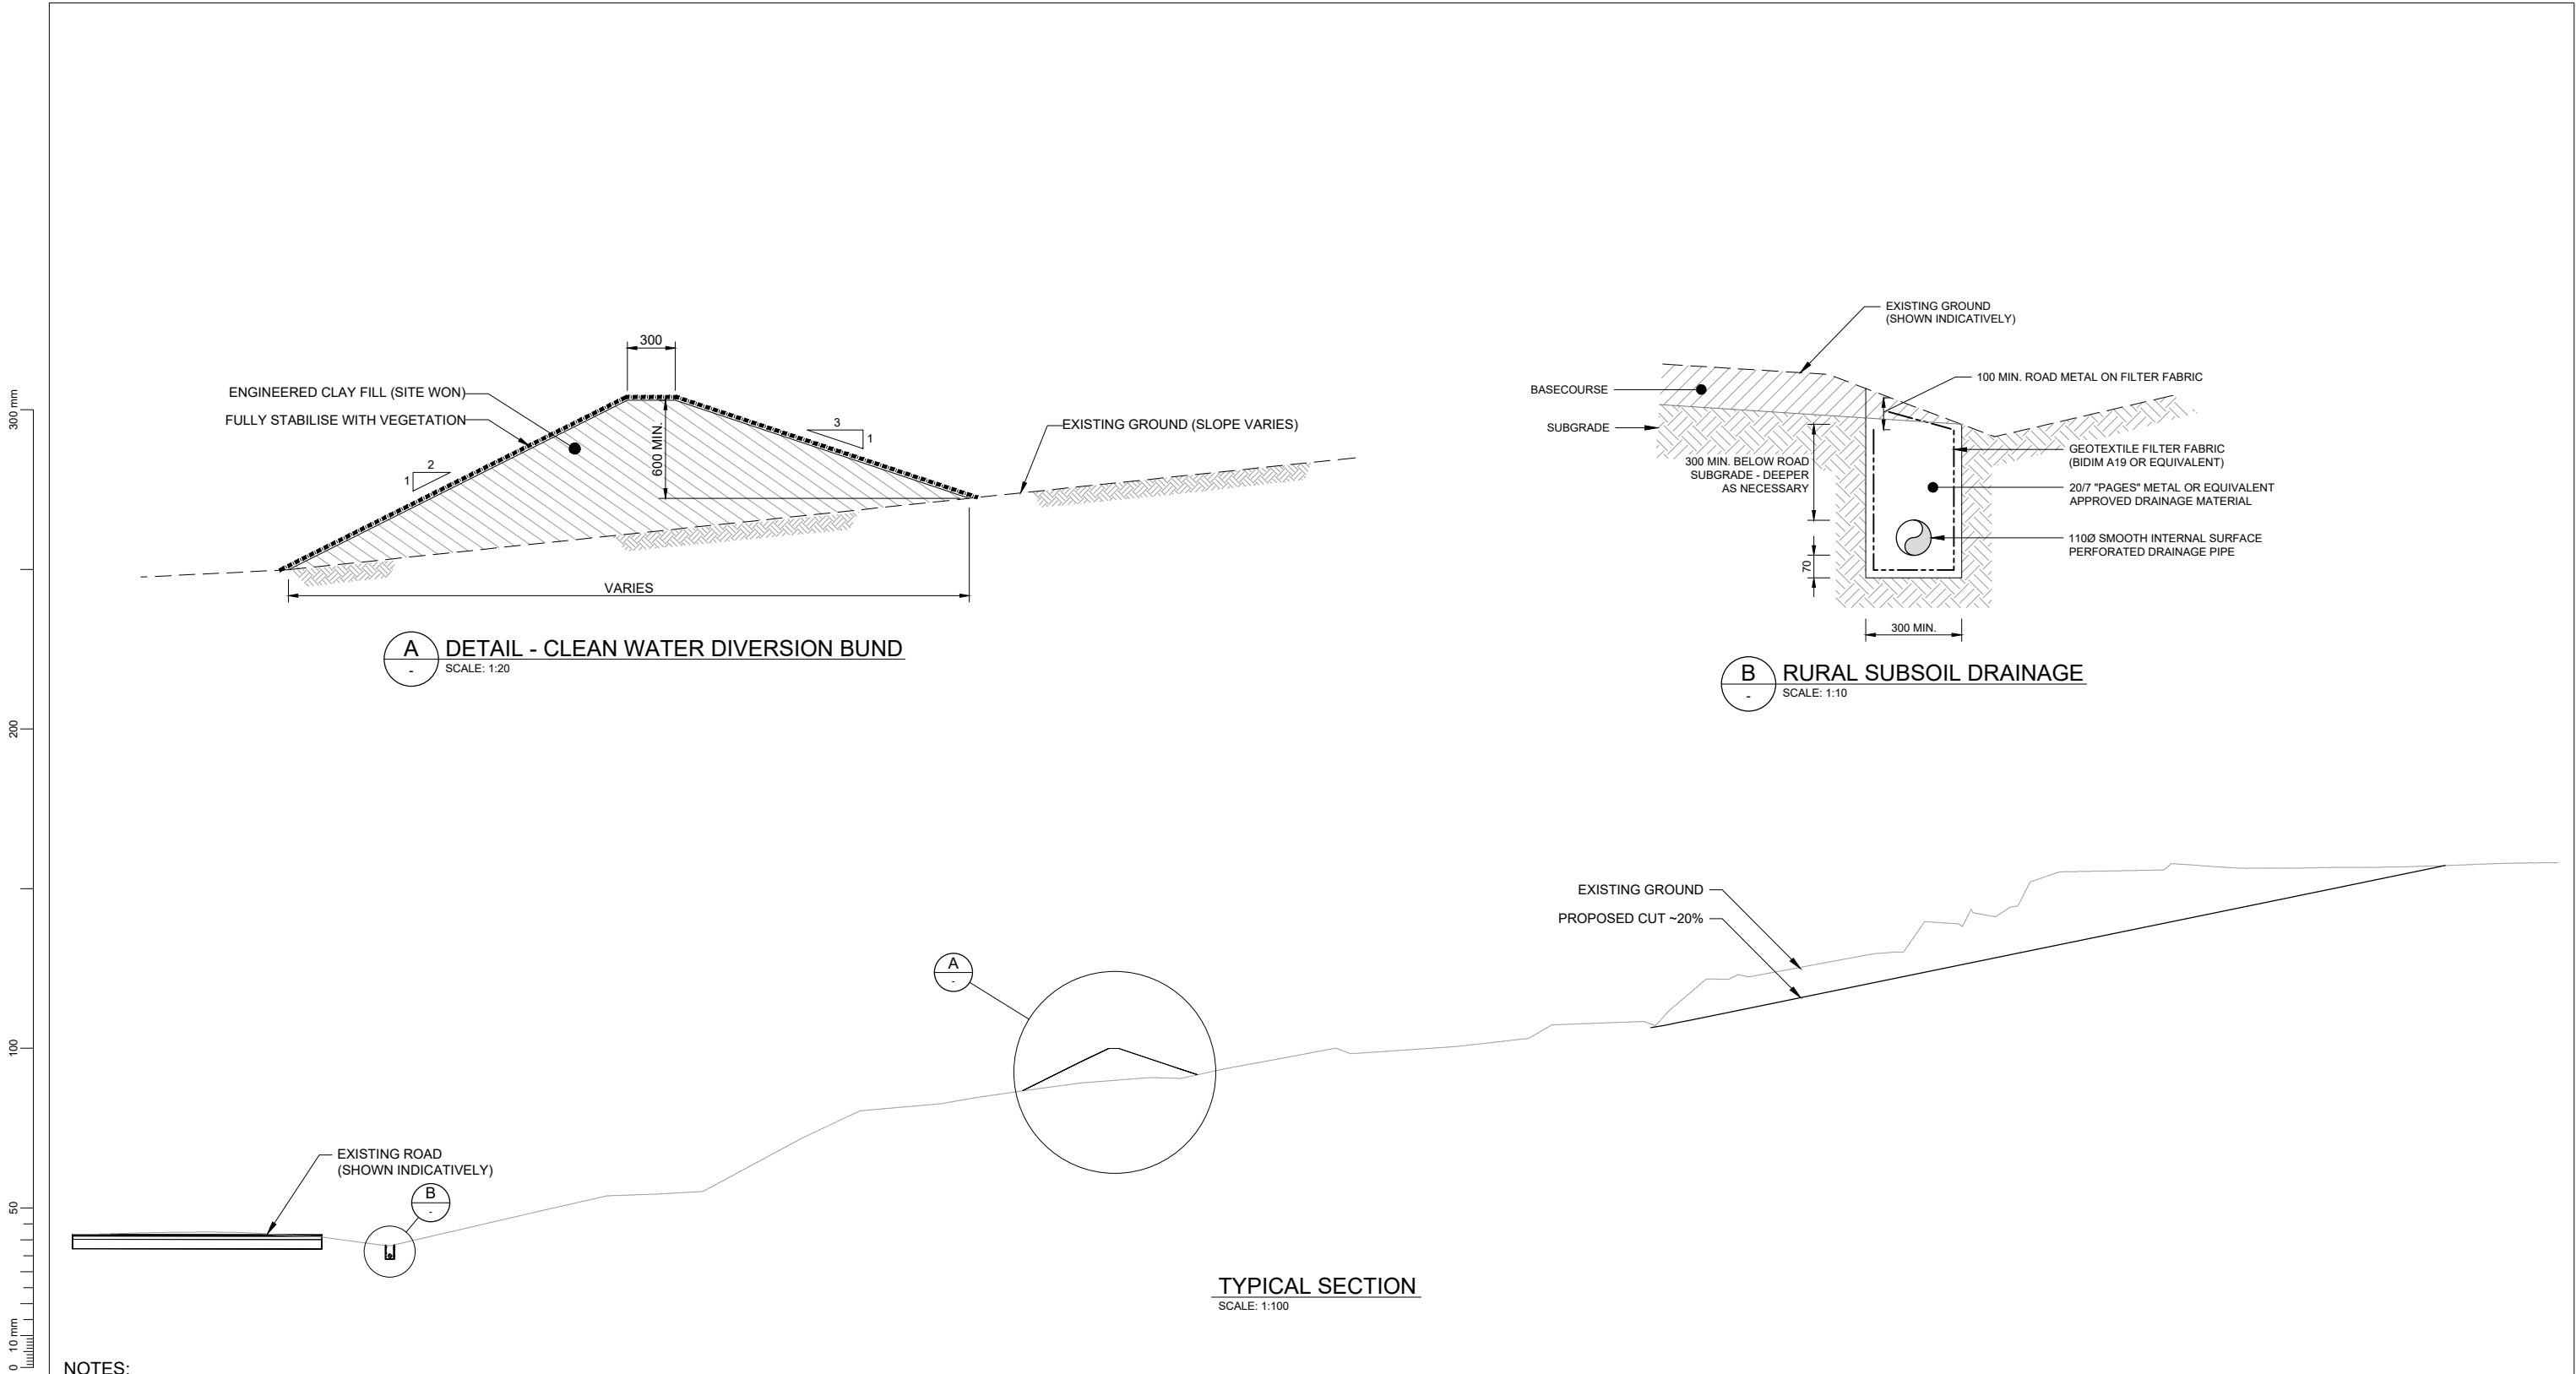 300
ENGINEERED CLAY FILL (SITE WON)
FULLY STABILISE WITH VEGETATION
2
1
600 MIN.
3
1
EXISTING GROUND (SLOPE VARIES)
VARIES
A
-
DETAIL - CLEAN WATER DIVERSION BUND
SCALE: 1:20
EXISTING GROUND
(SHOWN INDICATIVELY)
BASECOURSE
100 MIN. ROAD METAL ON FILTER FABRIC
SUBGRADE
300 MIN. BELOW ROAD
SUBGRADE - DEEPER
AS NECESSARY
GEOTEXTILE FILTER FABRIC
(BIDIM A19 OR EQUIVALENT)
20/7 "PAGES" METAL OR EQUIVALENT
APPROVED DRAINAGE MATERIAL
110Ø SMOOTH INTERNAL SURFACE
PERFORATED DRAINAGE PIPE
70
300 MIN.
B
-
RURAL SUBSOIL DRAINAGE
SCALE: 1:10
EXISTING GROUND
PROPOSED CUT ~20%
A
-
EXISTING ROAD
(SHOWN INDICATIVELY)
B
-
TYPICAL SECTION
SCALE: 1:100
300 mm
200
100
50
10 mm
0
NOTES: